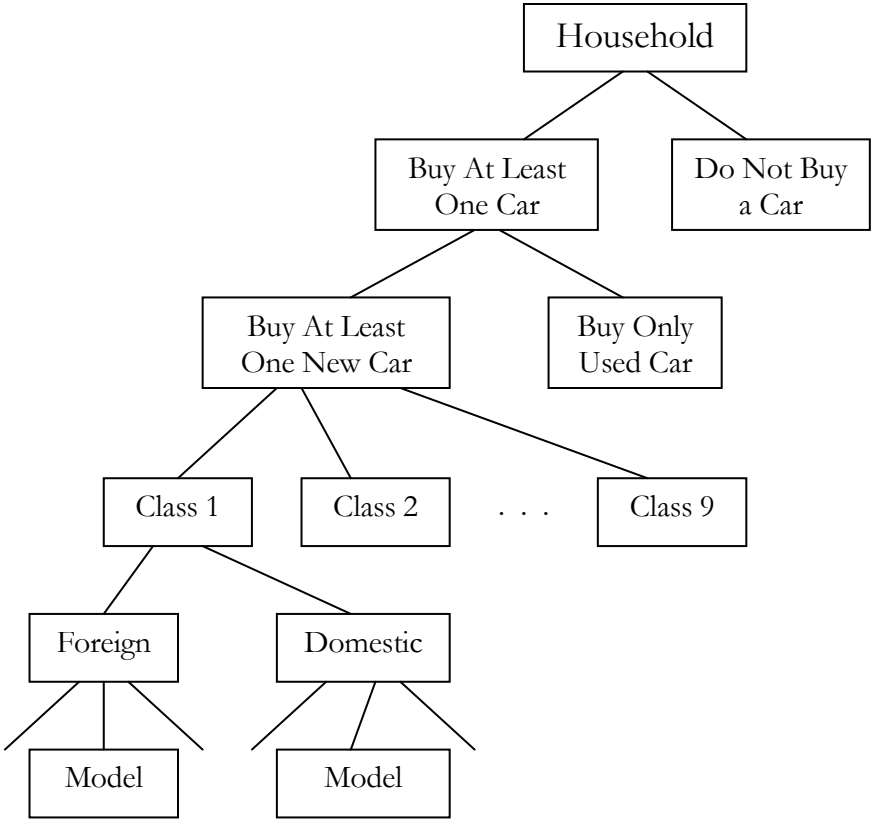 Household
Buy At Least
One Car
Do Not Buy
a Car
Buy At Least
One New Car
Buy Only
Used Car
Class 1
Class 2
. . .
Class 9
Foreign
Domestic
Model
Model